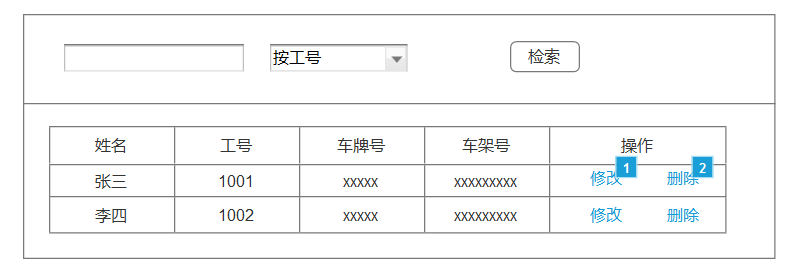 按工号 检索
姓名 工号 车牌号 车架号 操作
张三 1001 xxxxx xxxxxxxxx 修改 1 删除 2
李四 1002 xxxxx xxxxxxxxx 修改 删除